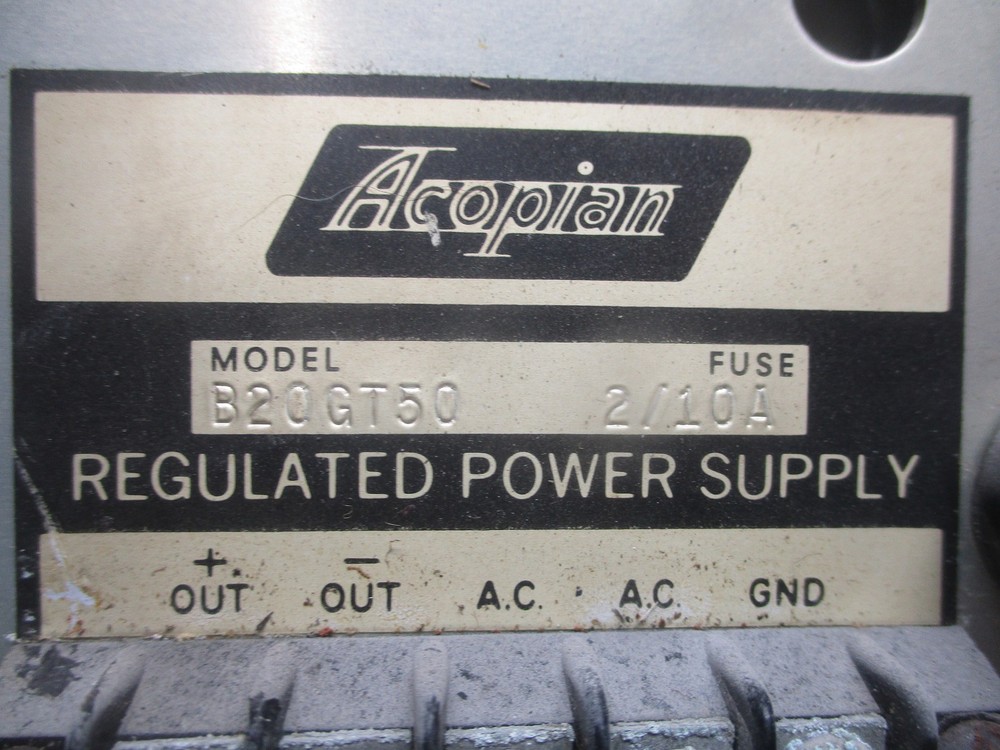 Acopian
MODEL FUSE
B20GT50 2/10A
REGULATED POWER SUPPLY
+ −
OUT OUT A.C. A.C. GND